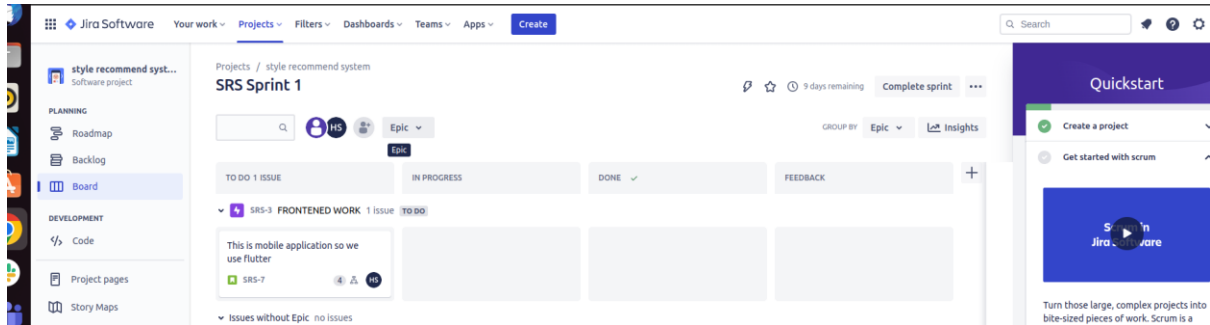 Jira Software Your work Projects Filters Dashboards Teams Apps Create Search
style recommend syst...
Software project
PLANNING
Roadmap
Backlog
Board
DEVELOPMENT
Code
Project pages
Story Maps
Projects / style recommend system
SRS Sprint 1
9 days remaining Complete sprint
HS Epic
GROUP BY Epic Insights
Epic
TO DO 1 ISSUE IN PROGRESS DONE FEEDBACK
SRS-3 FRONTENED WORK 1 issue TO DO
This is mobile application so we
use flutter
SRS-7 4 HS
Issues without Epic no issues
Quickstart
Create a project
Get started with scrum
in
Jira
Turn those large, complex projects into
bite-sized pieces of work. Scrum is a